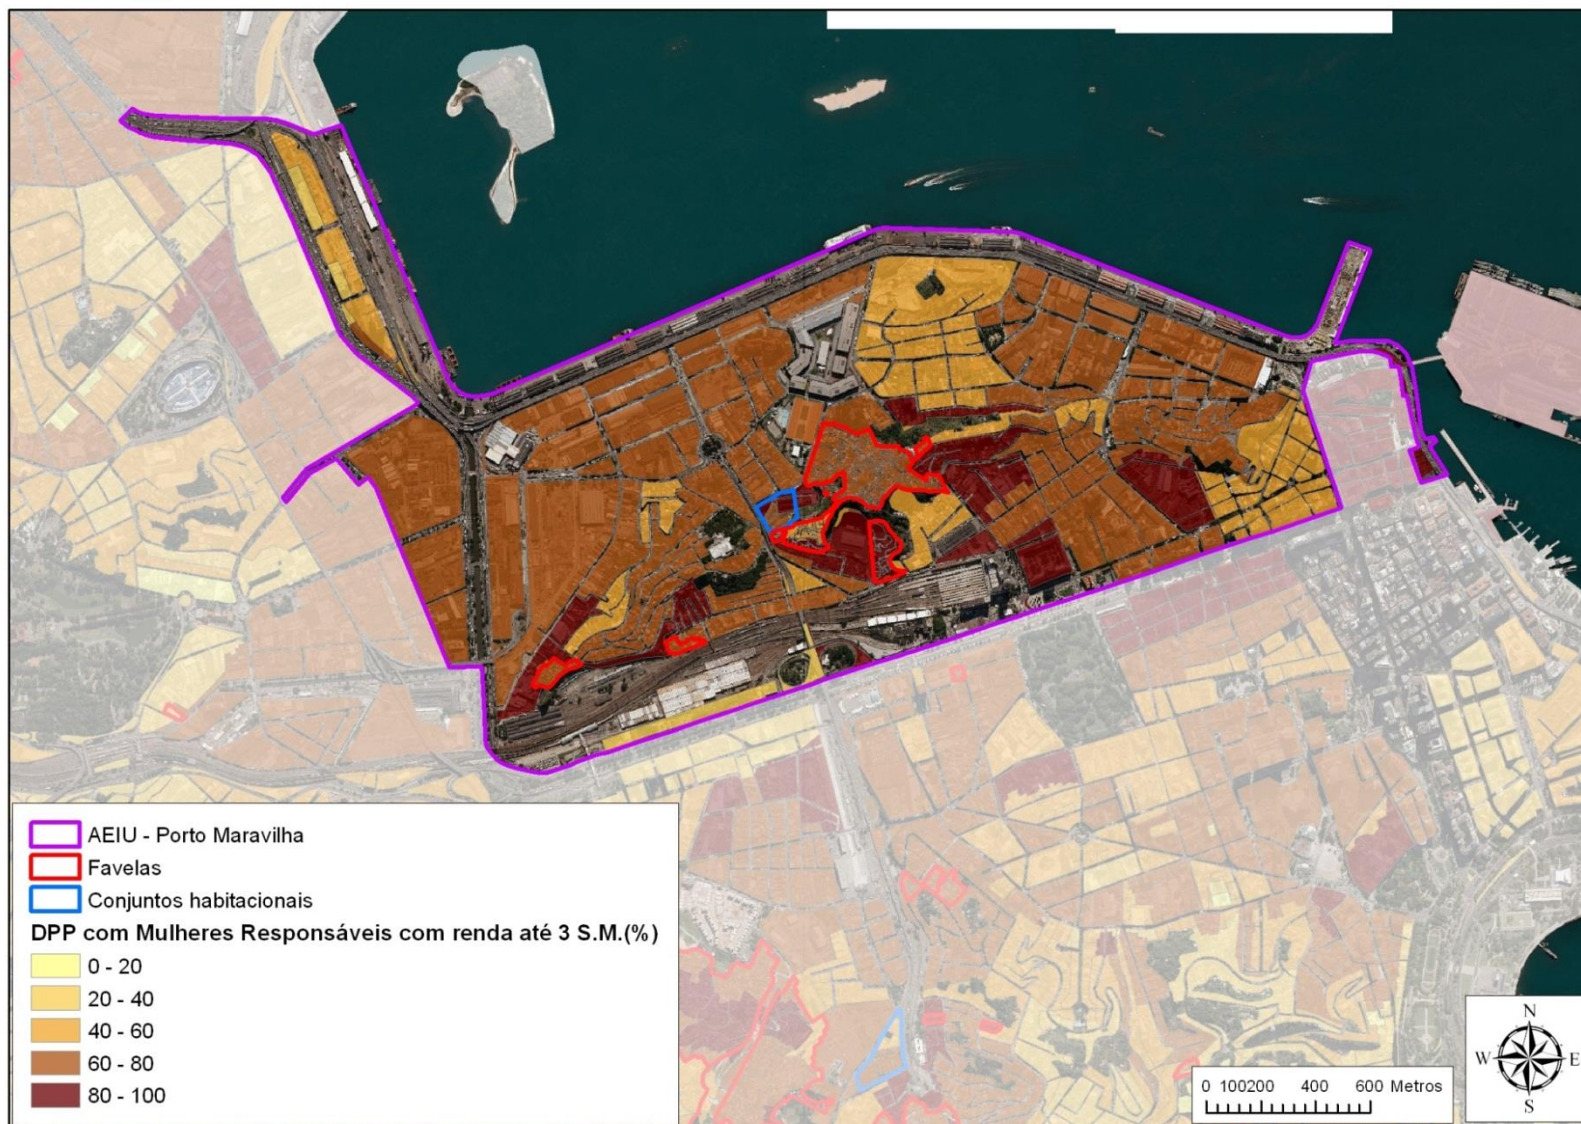 AEIU - Porto Maravilha
Favelas
Conjuntos habitacionais
DPP com Mulheres Responsáveis com renda até 3 S.M.(%)
0 - 20
20 - 40
40 - 60
60 - 80
80 - 100
0 100200 400 600 Metros
N
W E
S